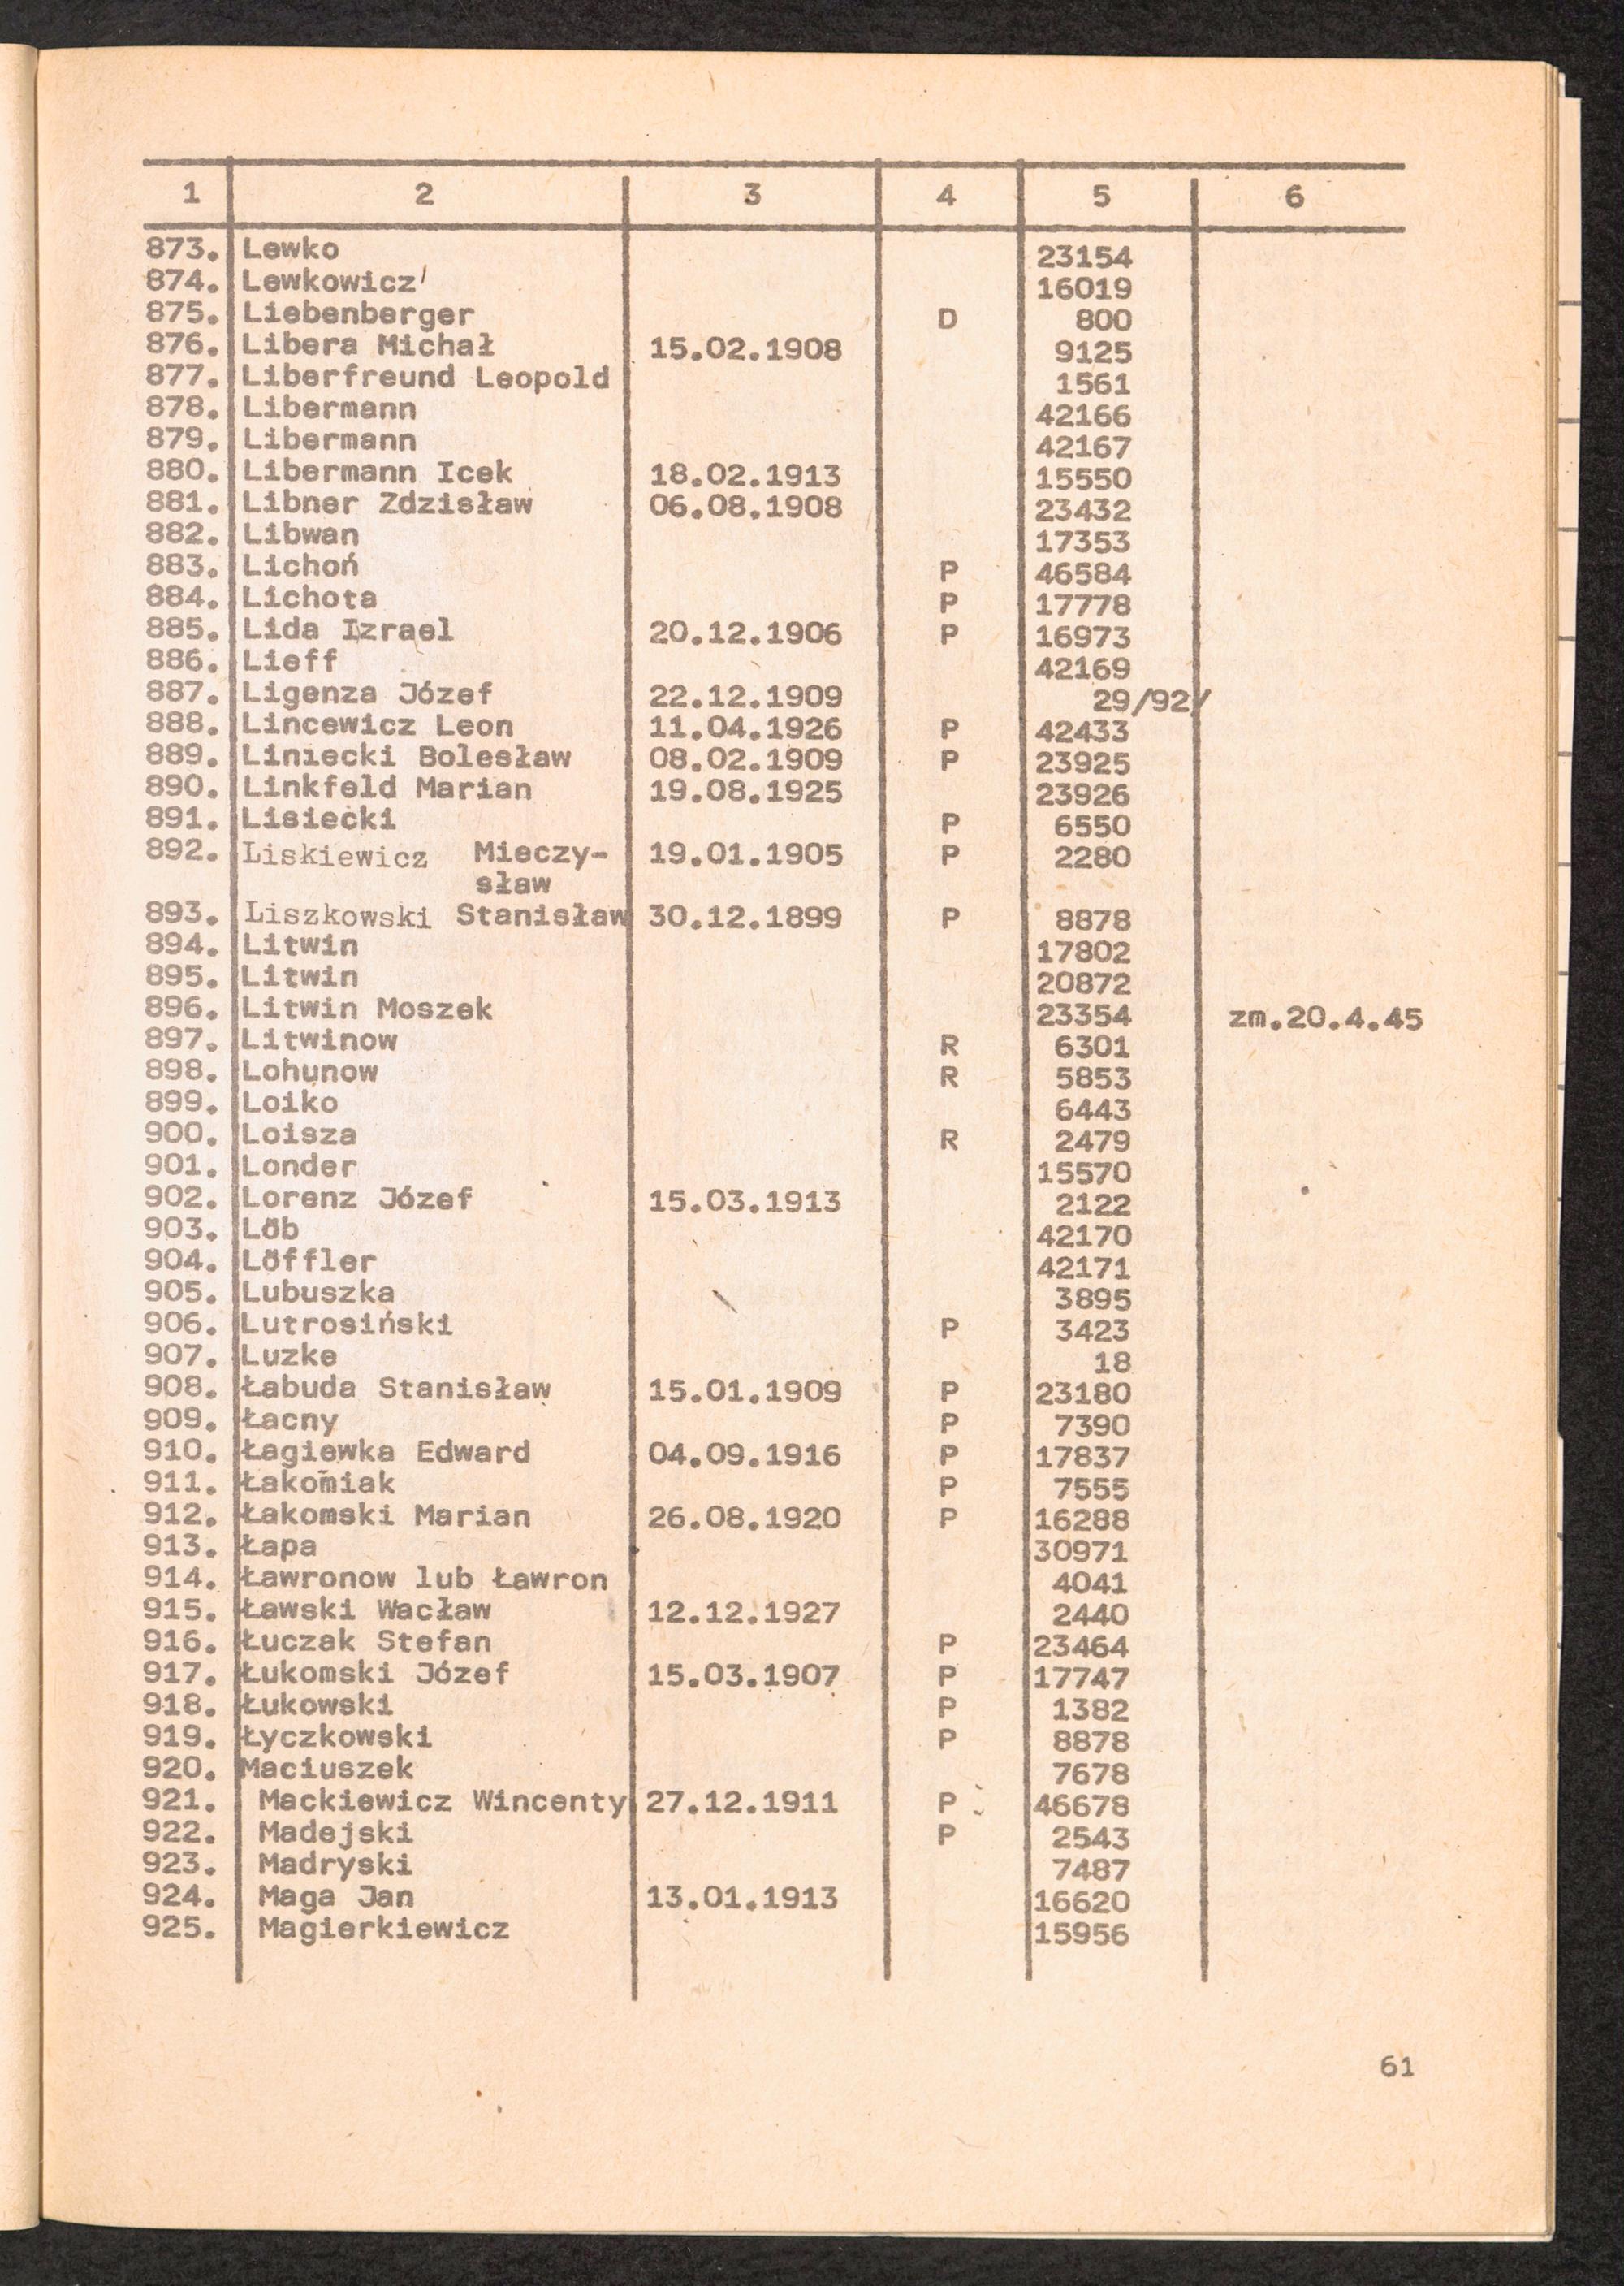 1 2 3 4 5 6
873. Lewko 23154
874. Lewkowicz 16019
875. Liebenberger D 800
876. Libera Michał 15.02.1908 9125
877. Liberfreund Leopold 1561
878. Libermann 42166
879. Libermann 42167
880. Libermann Icek 18.02.1913 15550
881. Libner Zdzisław 06.08.1908 23432
882. Libwan 17353
883. Lichoń P 46584
884. Lichota P 17778
885. Lida Izrael 20.12.1906 P 16973
886. Lieff 42169
887. Ligenza Józef 22.12.1909 29/92/
888. Lincewicz Leon 11.04.1926 P 42433
889. Liniecki Bolesław 08.02.1909 P 23925
890. Linkfeld Marian 19.08.1925 23926
891. Lisiecki P 6550
892. Liskiewicz Mieczy- 19.01.1905 P 2280
sław
893. Liszkowski Stanisław 30.12.1899 P 8878
894. Litwin 17802
895. Litwin 20872
896. Litwin Moszek 23354 zm.20.4.45
897. Litwinow R 6301
898. Lohunow R 5853
899. Loiko 6443
900. Loisza R 2479
901. Londer 15570
902. Lorenz Józef 15.03.1913 2122
903. Löb 42170
904. Löffler 42171
905. Lubuszka 3895
906. Lutrosiński P 3423
907. Luzke 18
908. Łabuda Stanisław 15.01.1909 P 23180
909. Łacny P 7390
910. Łagiewka Edward 04.09.1916 P 17837
911. Łakomiak P 7555
912. Łakomski Marian 26.08.1920 P 16288
913. Łapa 30971
914. Ławronow lub Ławron 4041
915. Ławski Wacław 12.12.1927 2440
916. Łuczak Stefan P 23464
917. Łukomski Józef 15.03.1907 P 17747
918. Łukowski P 1382
919. Łyczkowski P 8878
920. Maciuszek 7678
921. Mackiewicz Wincenty 27.12.1911 P 46678
922. Madejski P 2543
923. Madryski 7487
924. Maga Jan 13.01.1913 16620
925. Magierkiewicz 15956
61